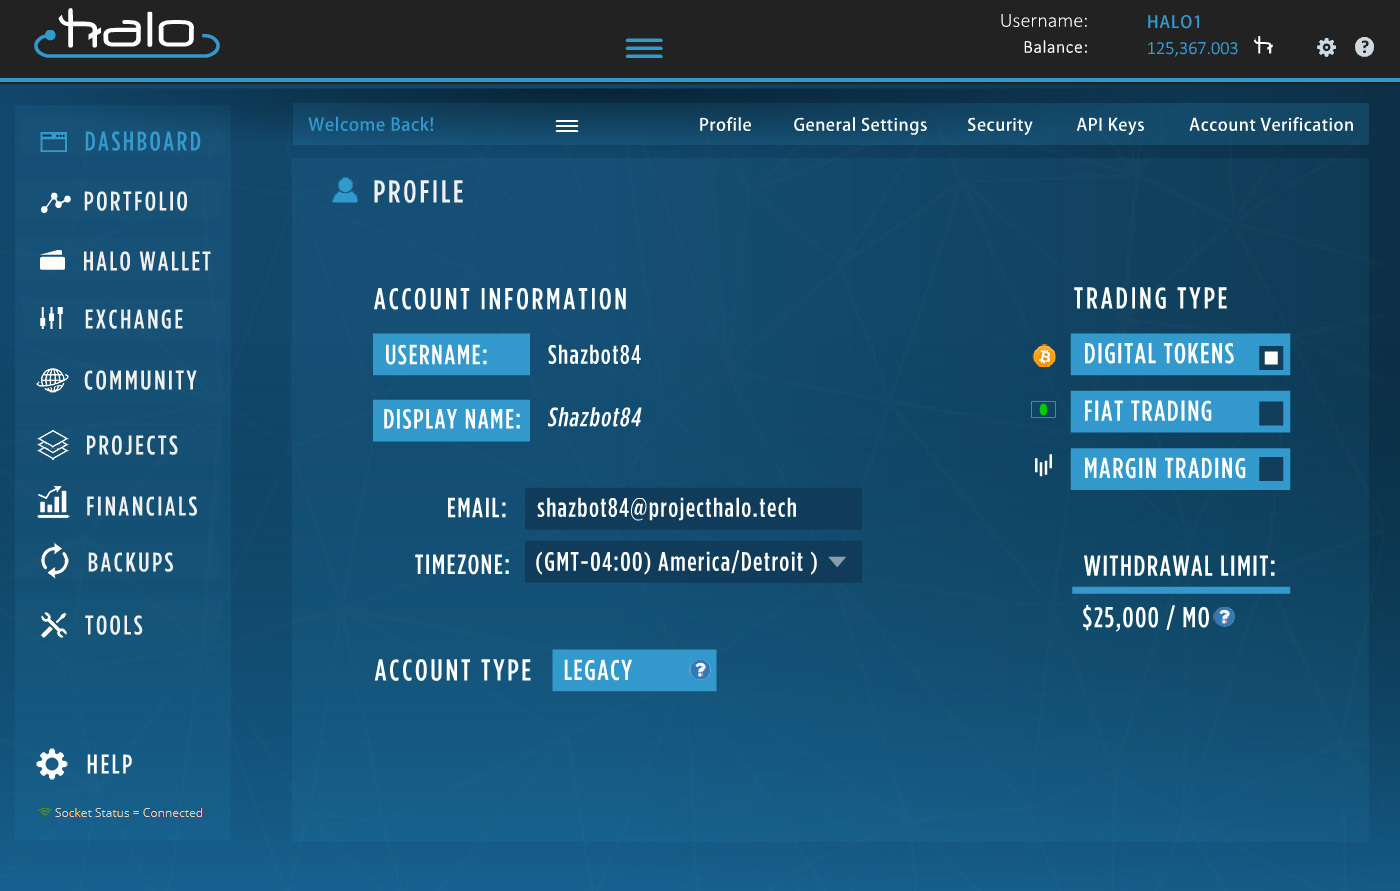 halo
Username: HALO1
Balance: 125,367.003
DASHBOARD
PORTFOLIO
HALO WALLET
EXCHANGE
COMMUNITY
PROJECTS
FINANCIALS
BACKUPS
TOOLS
HELP
Socket Status = Connected
Welcome Back! Profile General Settings Security API Keys Account Verification
PROFILE
ACCOUNT INFORMATION
USERNAME: Shazbot84
DISPLAY NAME: Shazbot84
EMAIL: shazbot84@projecthalo.tech
TIMEZONE: (GMT-04:00) America/Detroit )
ACCOUNT TYPE LEGACY ?
TRADING TYPE
DIGITAL TOKENS
FIAT TRADING
MARGIN TRADING
WITHDRAWAL LIMIT:
$25,000 / MO ?